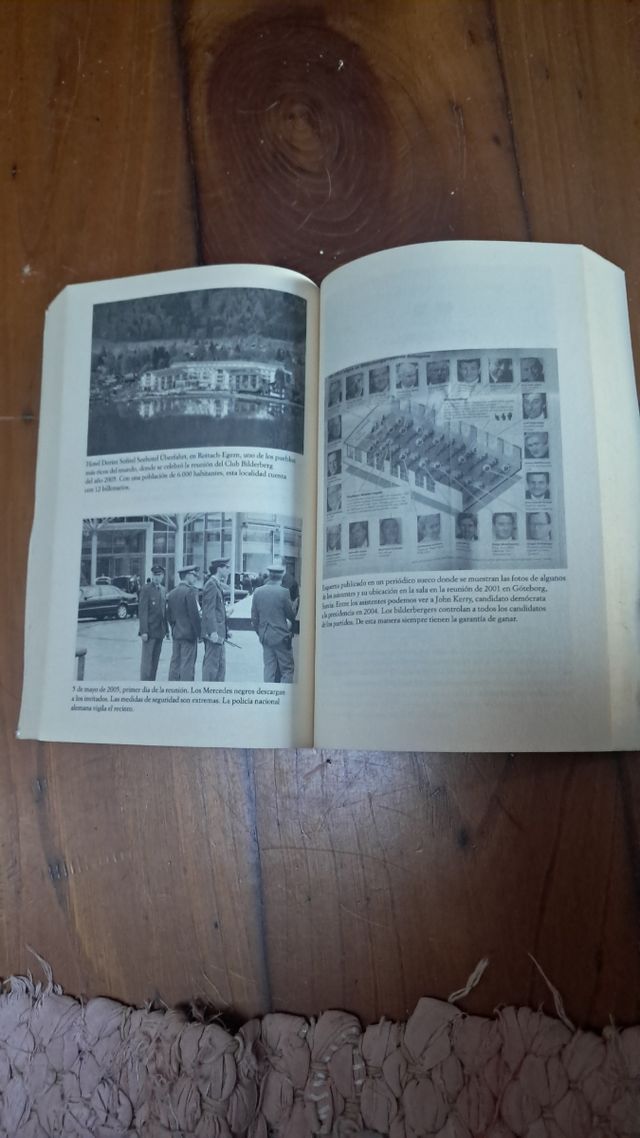 Hotel Dorint Sofitel Seehotel Überfahrt, en Rottach-Egern, uno de los pueblos
más ricos del mundo, donde se celebró la reunión del Club Bilderberg
del año 2005. Con una población de 6.000 habitantes, esta localidad cuenta
con 12 billonarios.
5 de mayo de 2005, primer día de la reunión. Los Mercedes negros descargan
a los invitados. Las medidas de seguridad son extremas. La policía nacional
alemana vigila el recinto.
Esquema publicado en un periódico sueco donde se muestran las fotos de algunos
de los asistentes y su ubicación en la sala en la reunión de 2001 en Göteborg,
Suecia. Entre los asistentes podemos ver a John Kerry, candidato demócrata
a la presidencia en 2004. Los bilderbergers controlan a todos los candidatos
de los partidos. De esta manera siempre tienen la garantía de ganar.